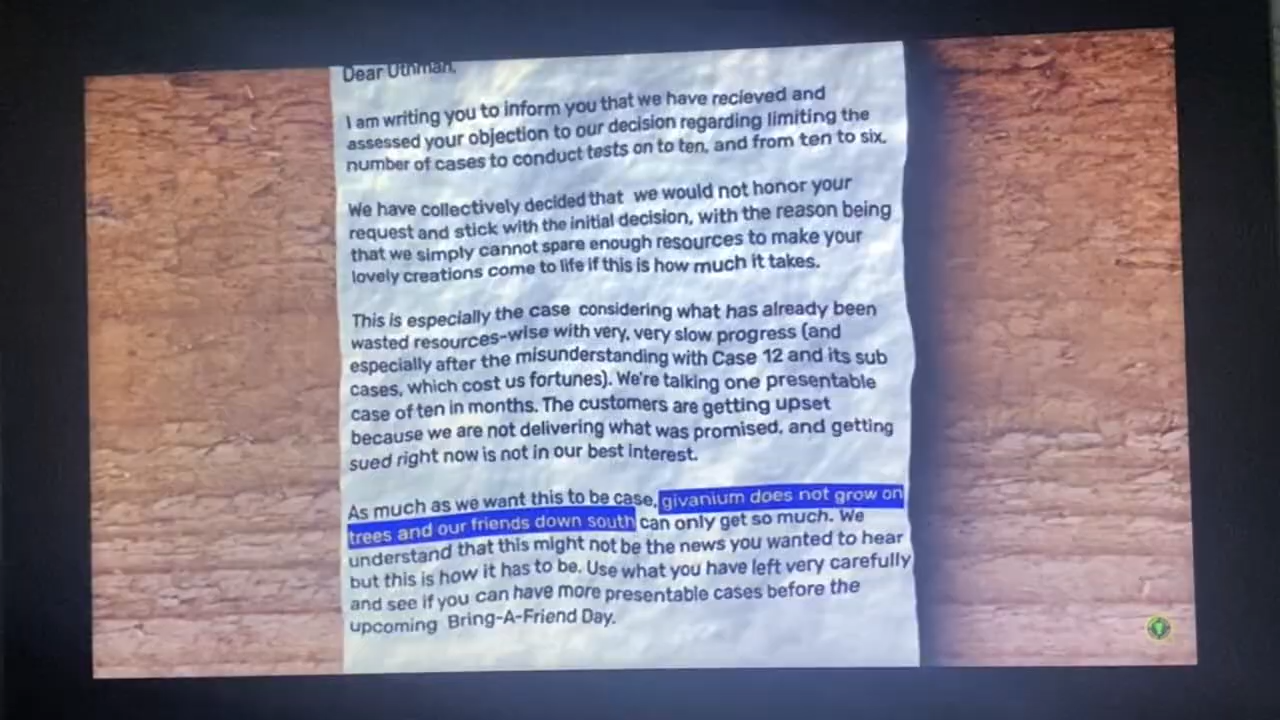 Dear Uthman,
I am writing you to inform you that we have recieved and
assessed your objection to our decision regarding limiting the
number of cases to conduct tests on to ten, and from ten to six.
We have collectively decided that we would not honor your
request and stick with the initial decision, with the reason being
that we simply cannot spare enough resources to make your
lovely creations come to life if this is how much it takes.
This is especially the case considering what has already been
wasted resources-wise with very, very slow progress (and
especially after the misunderstanding with Case 12 and its sub
cases, which cost us fortunes). We're talking one presentable
case of ten in months. The customers are getting upset
because we are not delivering what was promised, and getting
sued right now is not in our best interest.
As much as we want this to be case, givanium does not grow on
trees and our friends down south can only get so much. We
understand that this might not be the news you wanted to hear
but this is how it has to be. Use what you have left very carefully
and see if you can have more presentable cases before the
upcoming Bring-A-Friend Day.